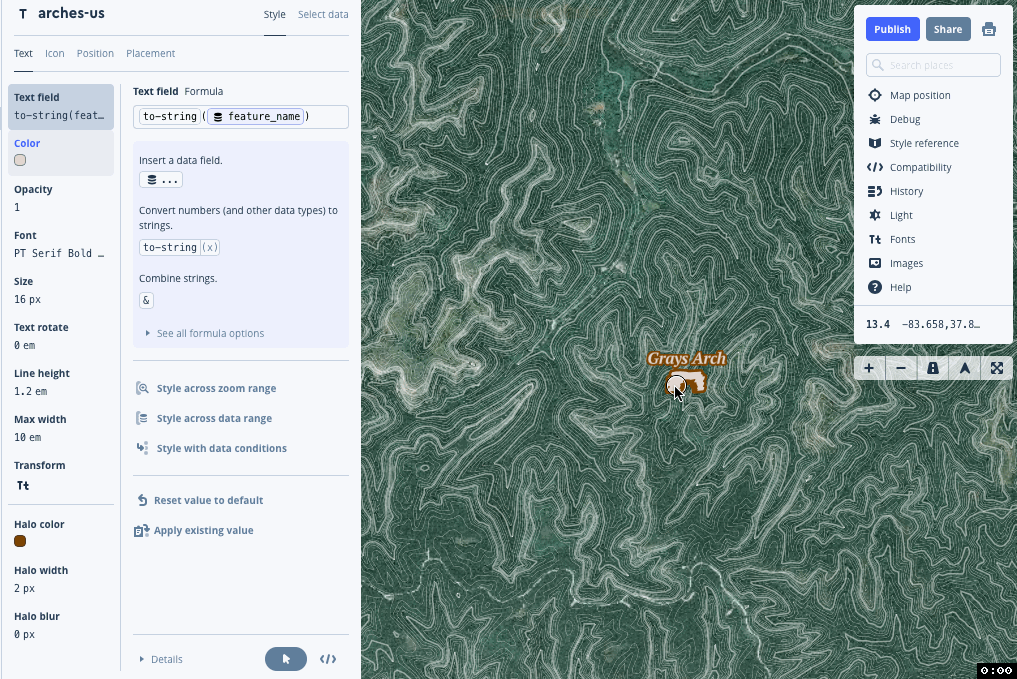 T arches-us
Style Select data
Text Icon Position Placement
Text field
to-string(feat…
Color
Opacity
1
Font
PT Serif Bold …
Size
16 px
Text rotate
0 em
Line height
1.2 em
Max width
10 em
Transform
Tt
Halo color
Halo width
2 px
Halo blur
0 px
Text field Formula
to-string ( feature_name )
Insert a data field.
...
Convert numbers (and other data types) to
strings.
to-string (x)
Combine strings.
&
See all formula options
Style across zoom range
Style across data range
Style with data conditions
Reset value to default
Apply existing value
Details
</>
Grays Arch
Publish Share
Search places
Map position
Debug
Style reference
</> Compatibility
History
Light
Tt Fonts
Images
? Help
13.4 -83.658,37.8…
+ −
0:00